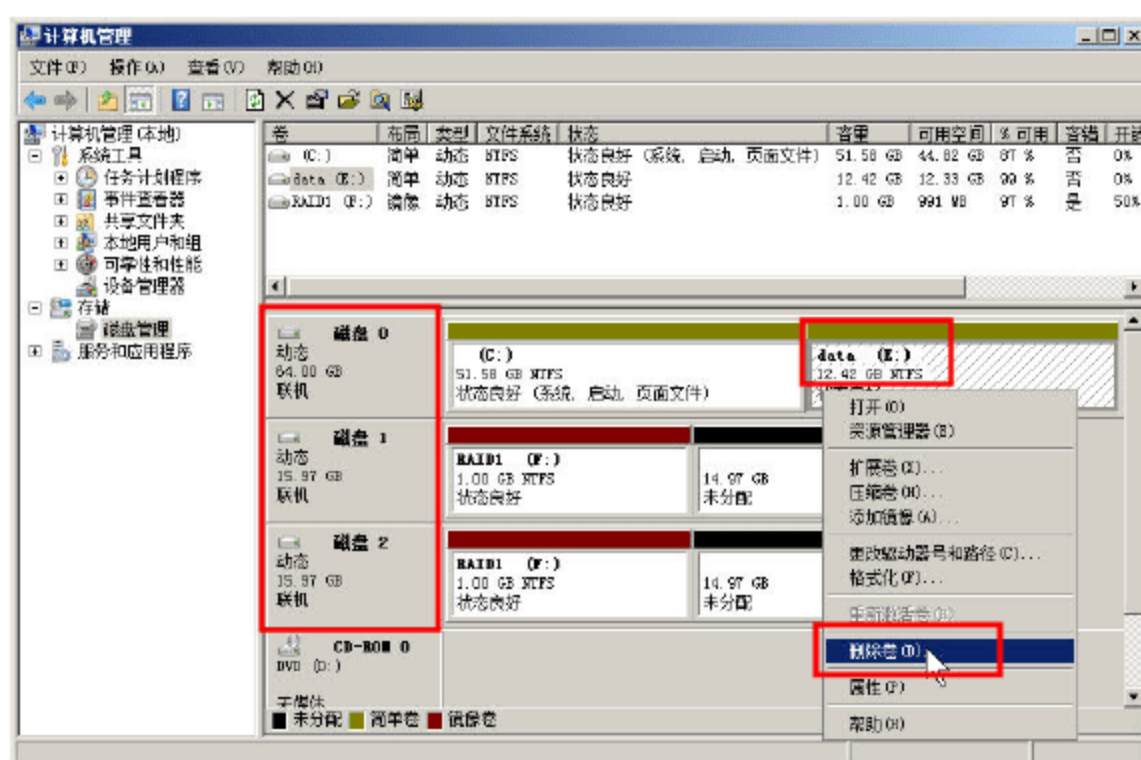 计算机管理
文件(F) 操作(A) 查看(V) 帮助(H)
计算机管理(本地)
系统工具
任务计划程序
事件查看器
共享文件夹
本地用户和组
可靠性和性能
设备管理器
存储
磁盘管理
服务和应用程序
卷 布局 类型 文件系统 状态 容量 可用空间 % 可用 容错 开销
(C:) 简单 动态 NTFS 状态良好 (系统, 启动, 页面文件) 51.58 GB 44.82 GB 87 % 否 0%
data (E:) 简单 动态 NTFS 状态良好 12.42 GB 12.33 GB 99 % 否 0%
RAID1 (F:) 镜像 动态 NTFS 状态良好 1.00 GB 991 MB 97 % 是 50%
磁盘 0
动态
64.00 GB
联机
(C:)
51.58 GB NTFS
状态良好 (系统, 启动, 页面文件)
data (E:)
12.42 GB NTFS
磁盘 1
动态
15.97 GB
联机
RAID1 (F:)
1.00 GB NTFS
状态良好
14.97 GB
未分配
磁盘 2
动态
15.97 GB
联机
RAID1 (F:)
1.00 GB NTFS
状态良好
14.97 GB
未分配
CD-ROM 0
DVD (D:)
无媒体
未分配 简单卷 镜像卷
打开(O)
资源管理器(E)
扩展卷(X)...
压缩卷(H)...
添加镜像(A)...
更改驱动器号和路径(C)...
格式化(F)...
重新激活卷(R)
删除卷(D)...
属性(P)
帮助(H)